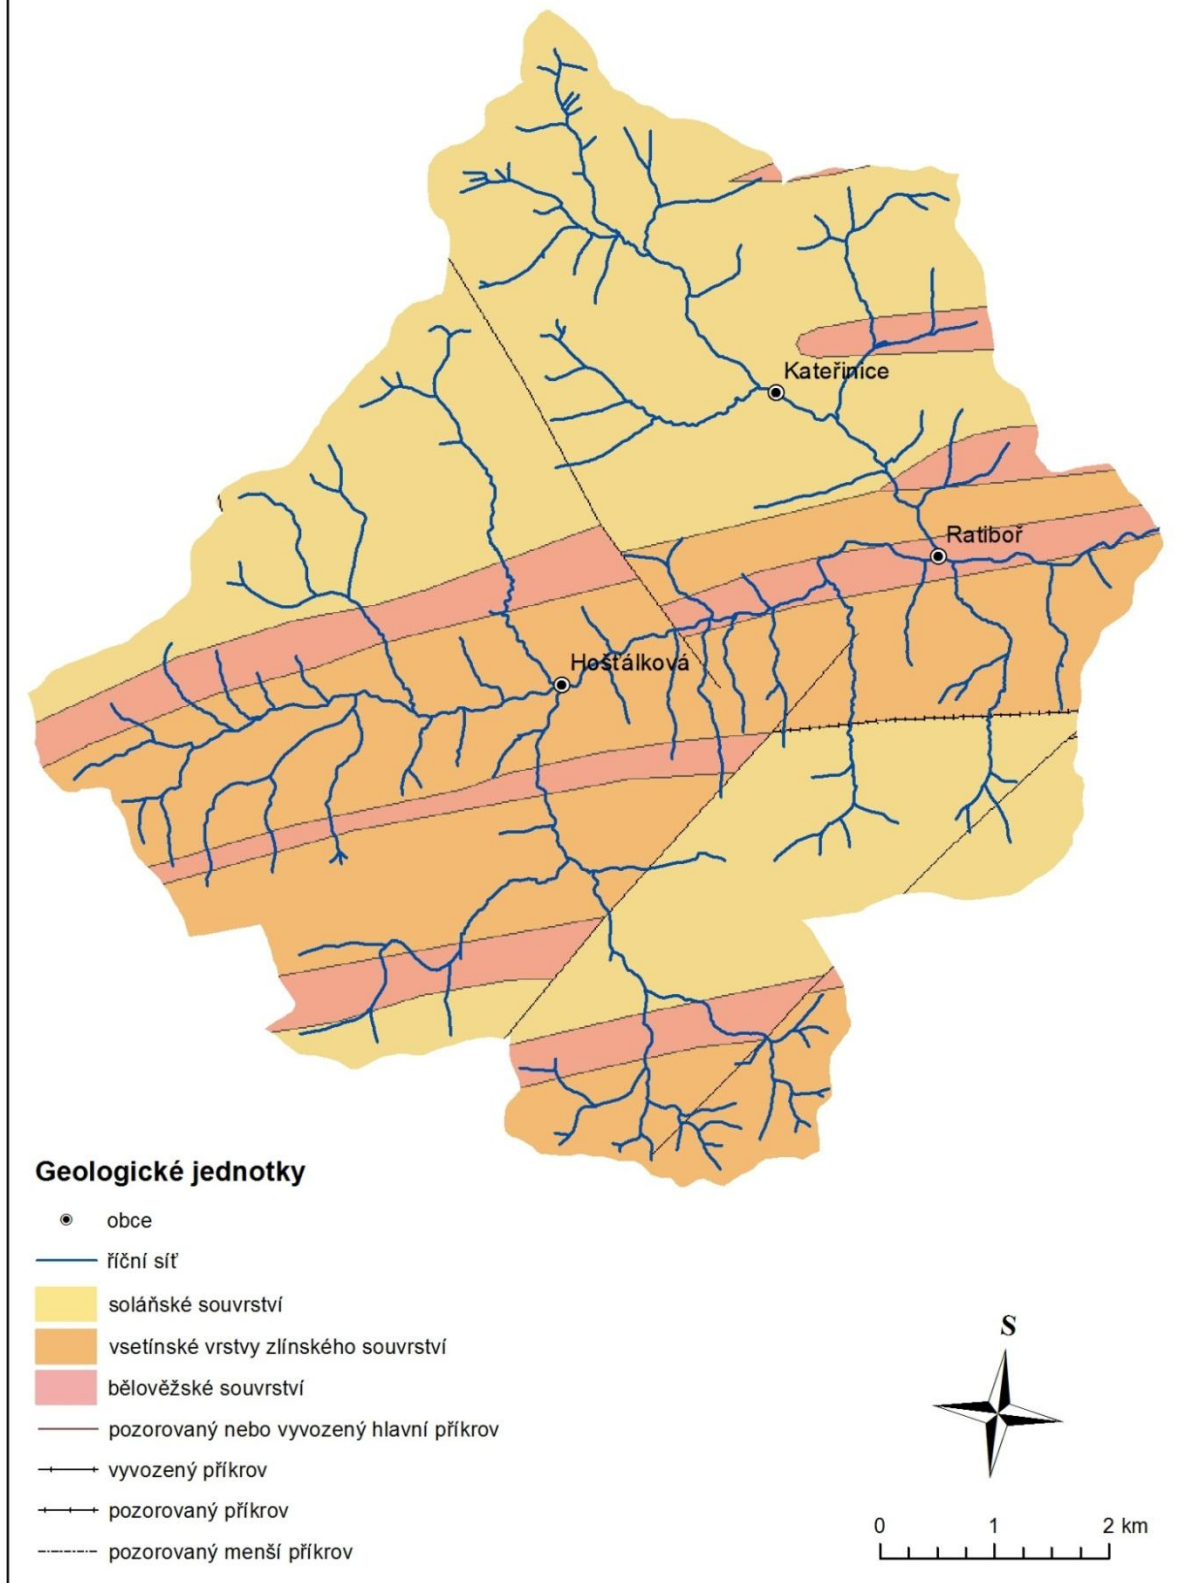 Kateřinice
Ratiboř
Hošťálková
Geologické jednotky
obce
říční síť
soláňské souvrství
vsetínské vrstvy zlínského souvrství
bělověžské souvrství
pozorovaný nebo vyvozený hlavní příkrov
vyvozený příkrov
pozorovaný příkrov
pozorovaný menší příkrov
S
0 1 2 km